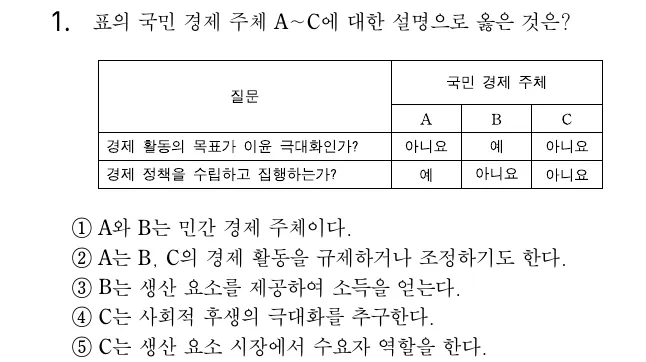 1. 표의 국민 경제 주체 A~C에 대한 설명으로 옳은 것은?
질문 국민 경제 주체
A B C
경제 활동의 목표가 이윤 극대화인가? 아니요 예 아니요
경제 정책을 수립하고 집행하는가? 예 아니요 아니요
① A와 B는 민간 경제 주체이다.
② A는 B, C의 경제 활동을 규제하거나 조정하기도 한다.
③ B는 생산 요소를 제공하여 소득을 얻는다.
④ C는 사회적 후생의 극대화를 추구한다.
⑤ C는 생산 요소 시장에서 수요자 역할을 한다.